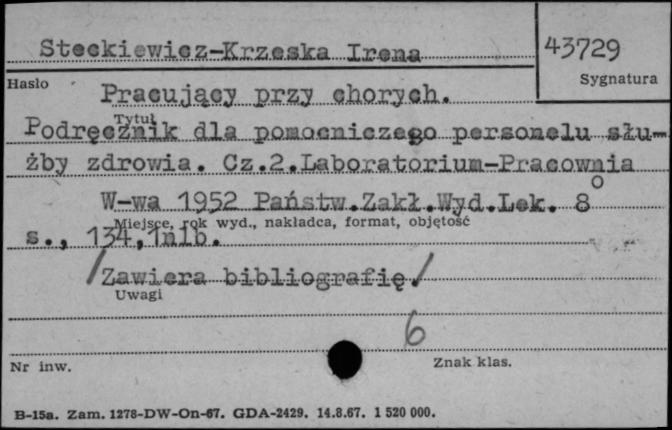 Steckiewicz-Krzeska Irena
43729
Hasło
Sygnatura
Pracujący przy chorych.
Tytuł
Podręcznik dla pomocniczego personelu słu-
żby zdrowia. Cz.2.Laboratorium-Pracownia
W-wa 1952 Państw.Zakł.Wyd.Lek. 8o
Miejsce, rok wyd., nakładca, format, objętość
s., 134,1nlb.
/Zawiera bibliografię/
Uwagi
6
Nr inw.
Znak klas.
B-15a. Zam. 1278-DW-On-67. GDA-2429. 14.8.67. 1 520 000.